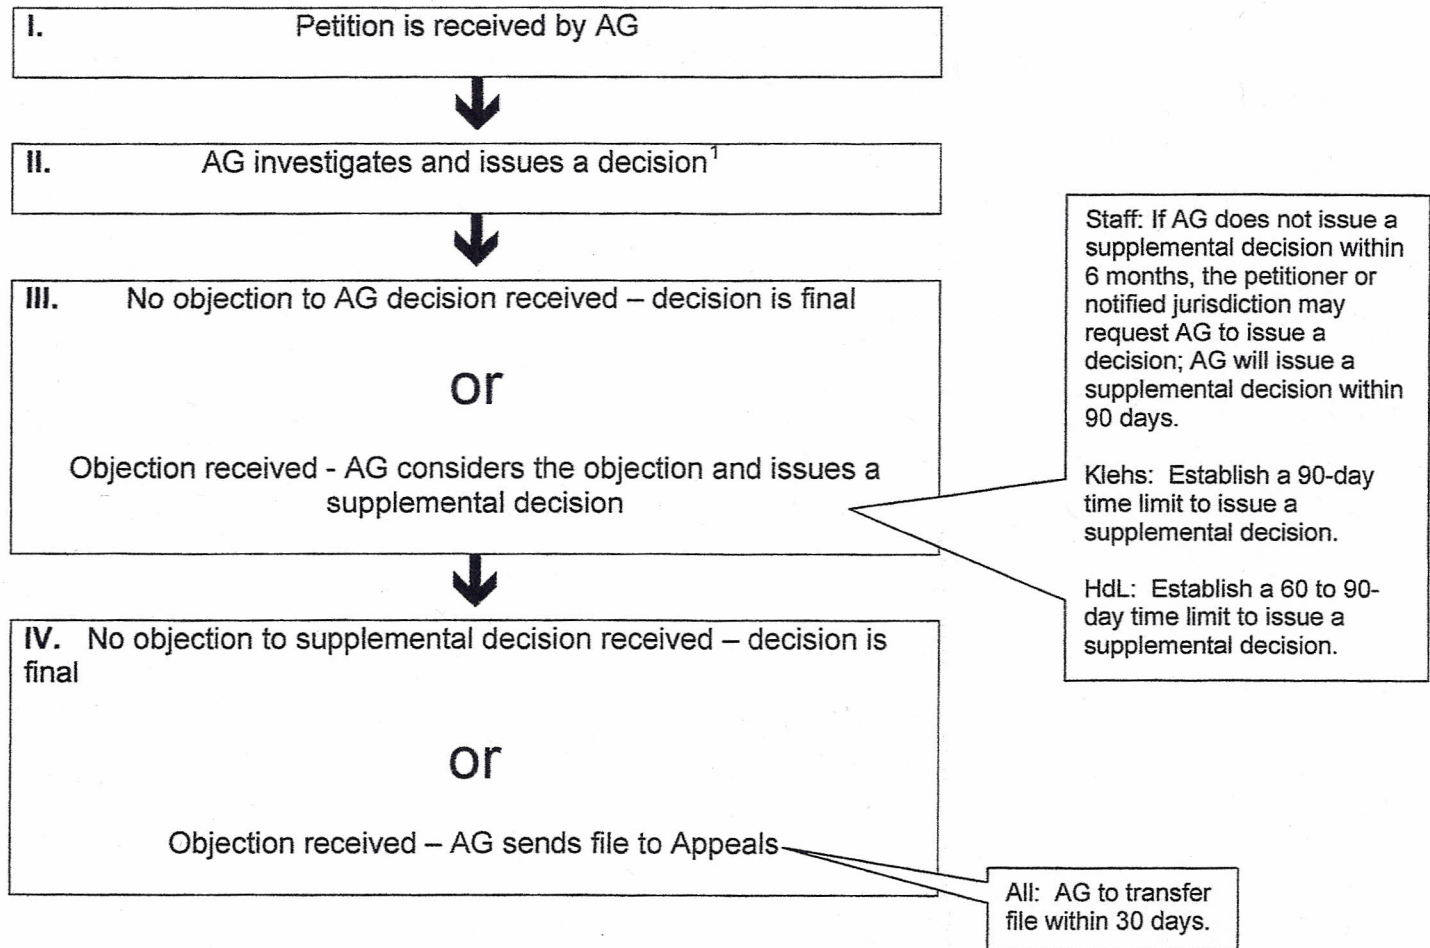 I. Petition is received by AG
II. AG investigates and issues a decision1
III. No objection to AG decision received – decision is final
or
Objection received - AG considers the objection and issues a
supplemental decision
Staff: If AG does not issue a
supplemental decision within
6 months, the petitioner or
notified jurisdiction may
request AG to issue a
decision; AG will issue a
supplemental decision within
90 days.
Klehs: Establish a 90-day
time limit to issue a
supplemental decision.
HdL: Establish a 60 to 90-
day time limit to issue a
supplemental decision.
IV. No objection to supplemental decision received – decision is
final
or
Objection received – AG sends file to Appeals
All: AG to transfer
file within 30 days.